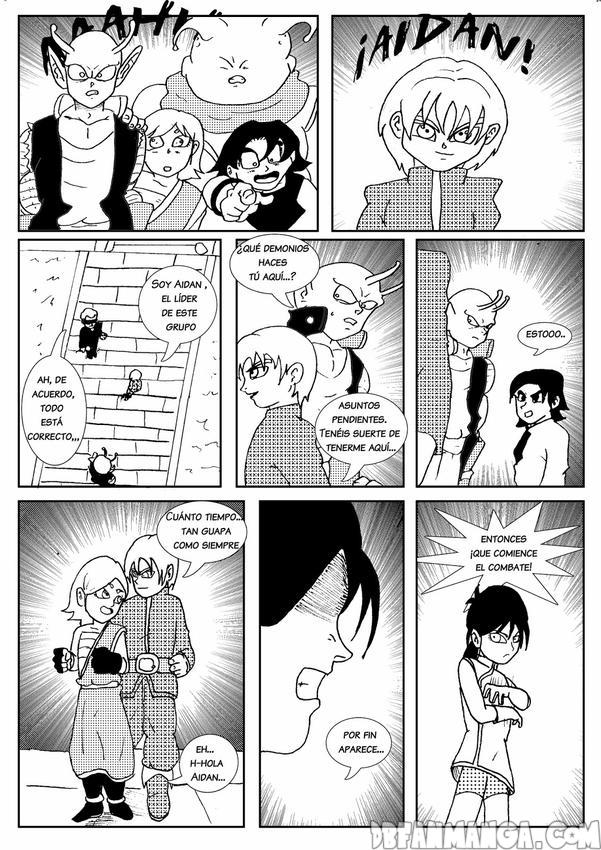 AAAHH
¡AIDAN!
Soy Aidan,
el líder
de este
grupo
Ah, de
acuerdo,
todo
está
correcto,,,
¿Qué demonios
haces
tú aquí...?
Asuntos
pendientes.
Tenéis suerte de
tenerme aquí...
Estooo..
Cuánto tiempo...
tan guapa
como siempre
Eh...
H-hola
Aidan...
Por fin
aparece...
Entonces
¡que comience
el combate!
DBFANMANGA.COM